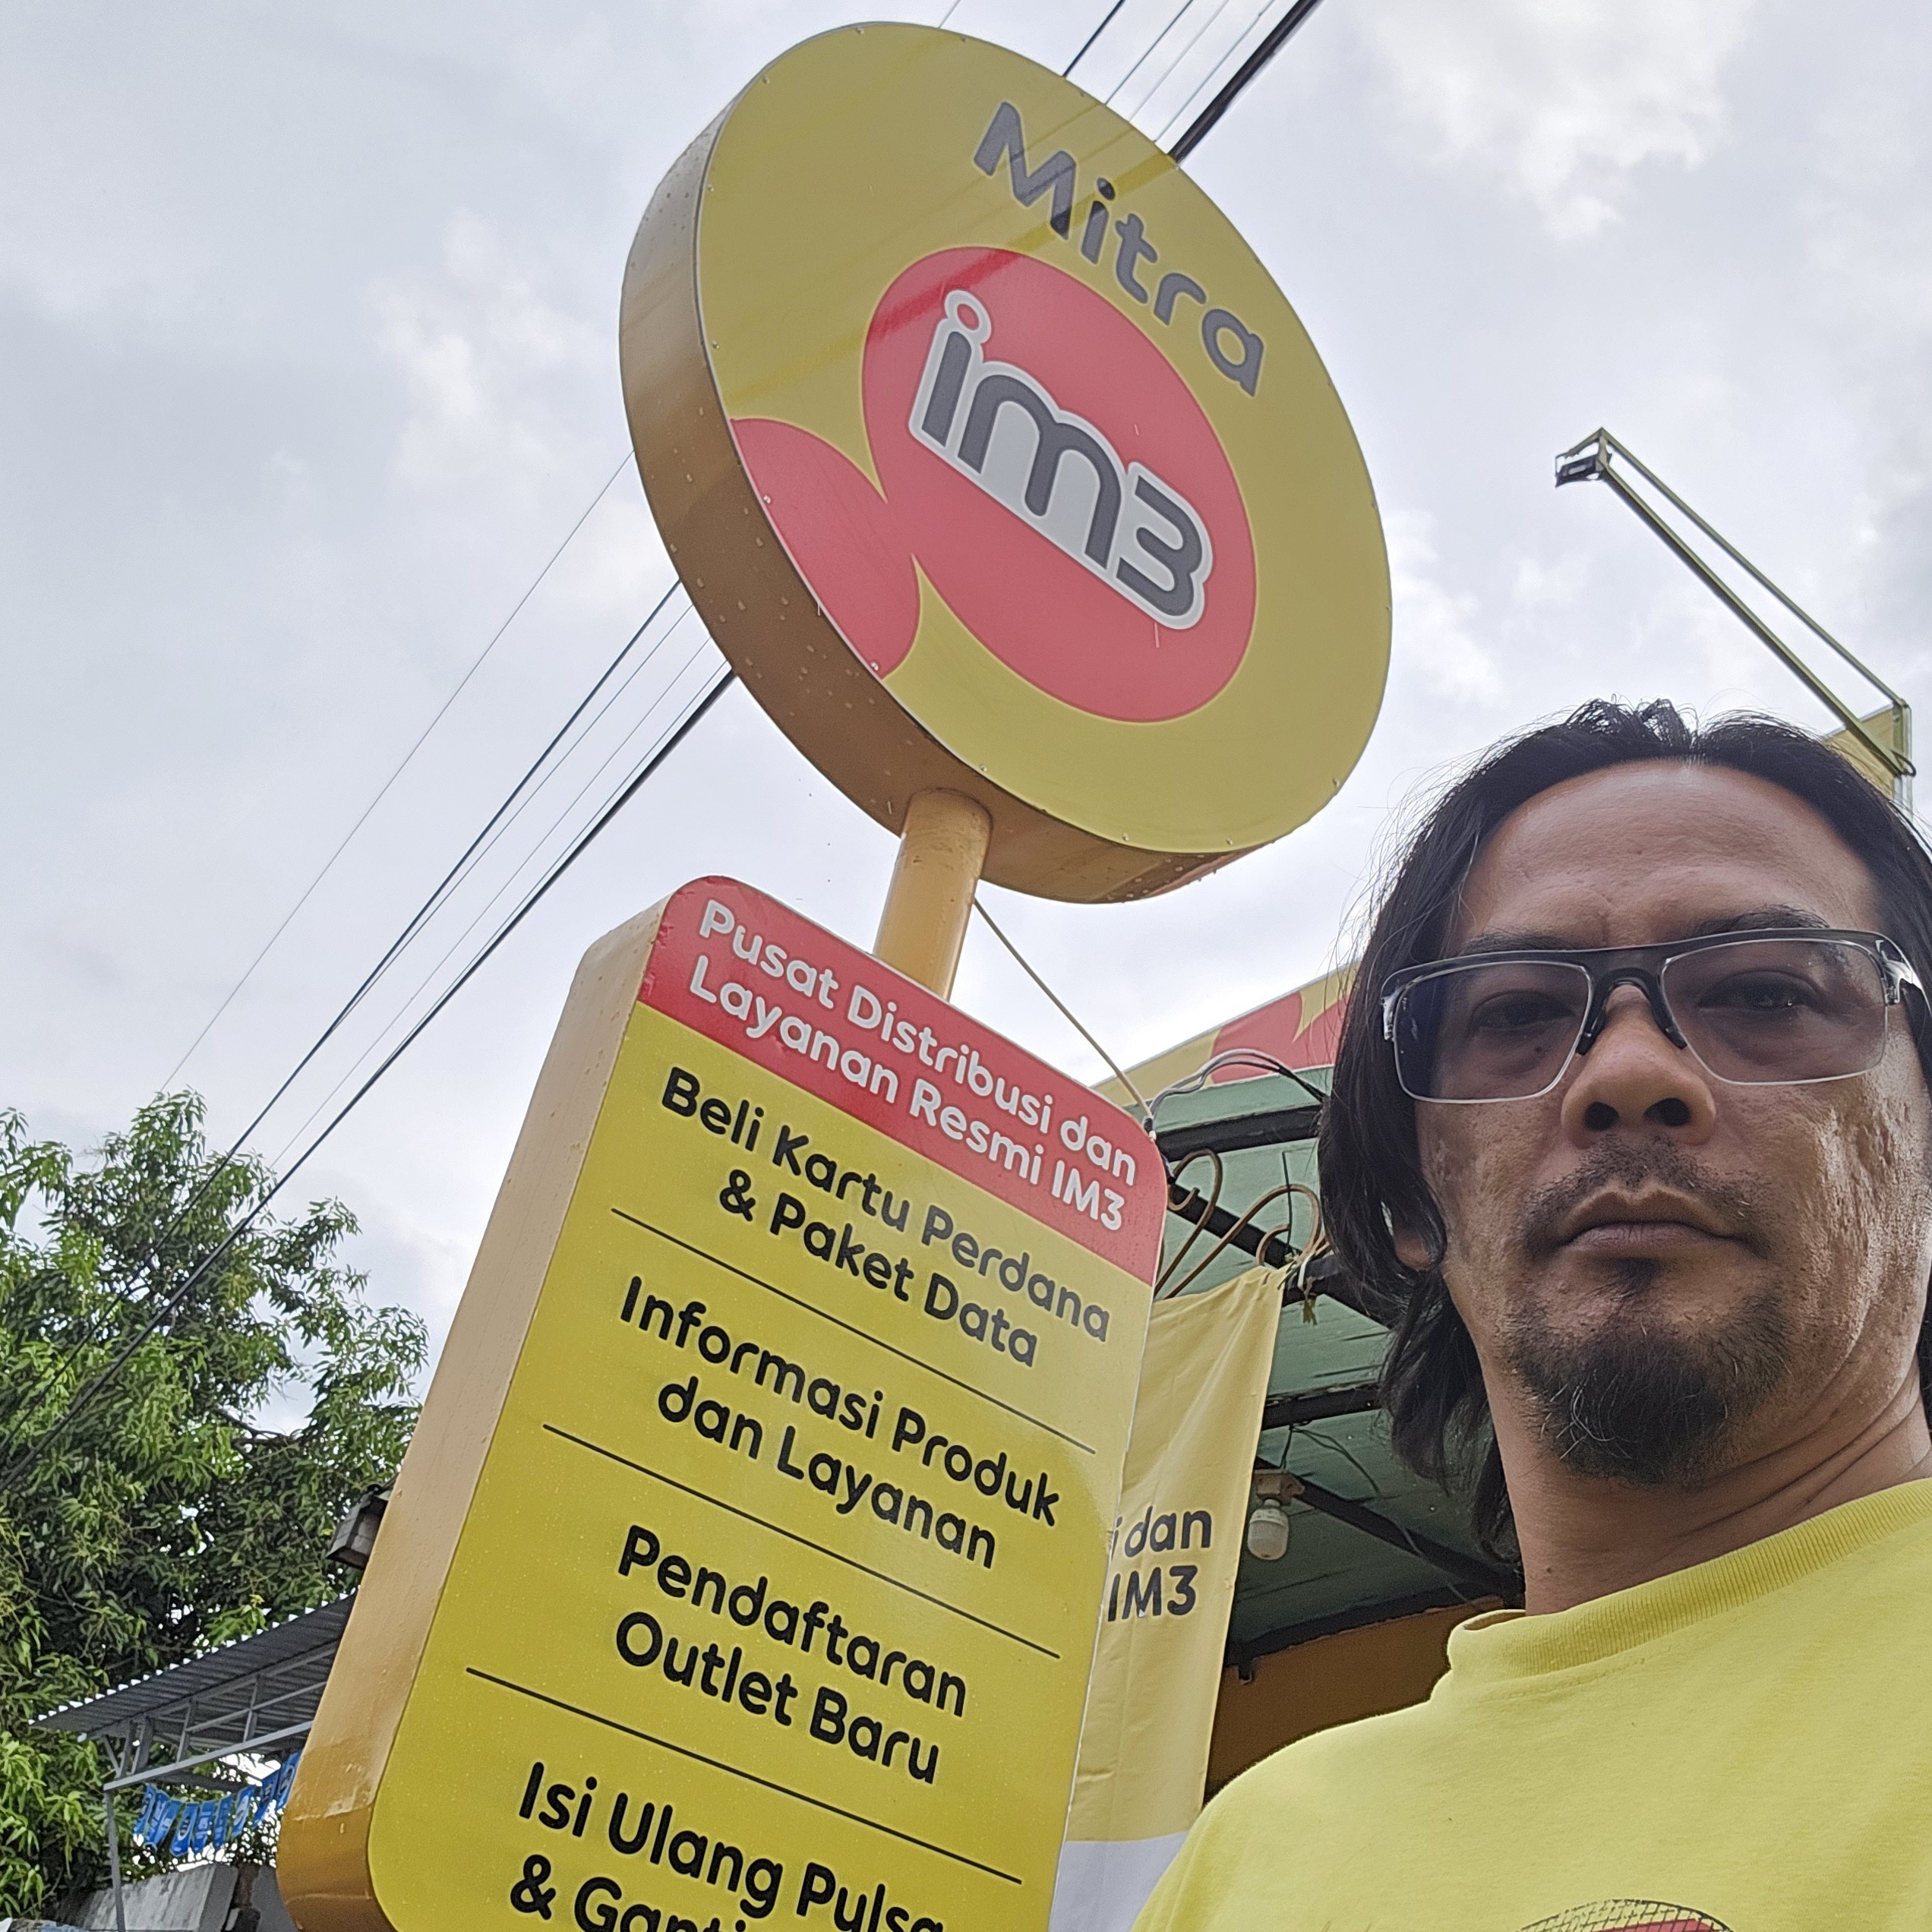 Mitra
im3
Pusat Distribusi dan
Layanan Resmi IM3
Beli Kartu Perdana
& Paket Data
Informasi Produk
dan Layanan
Pendaftaran
Outlet Baru
Isi Ulang Pulsa
&
dan
IM3